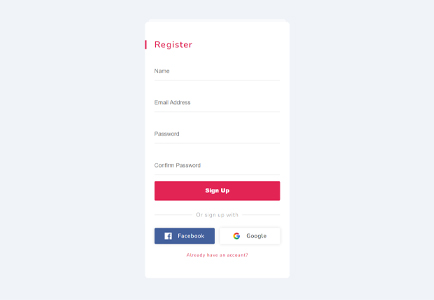 Register
Name
Email Address
Password
Confirm Password
Sign Up
Or sign up with
Facebook
Google
Already have an account?